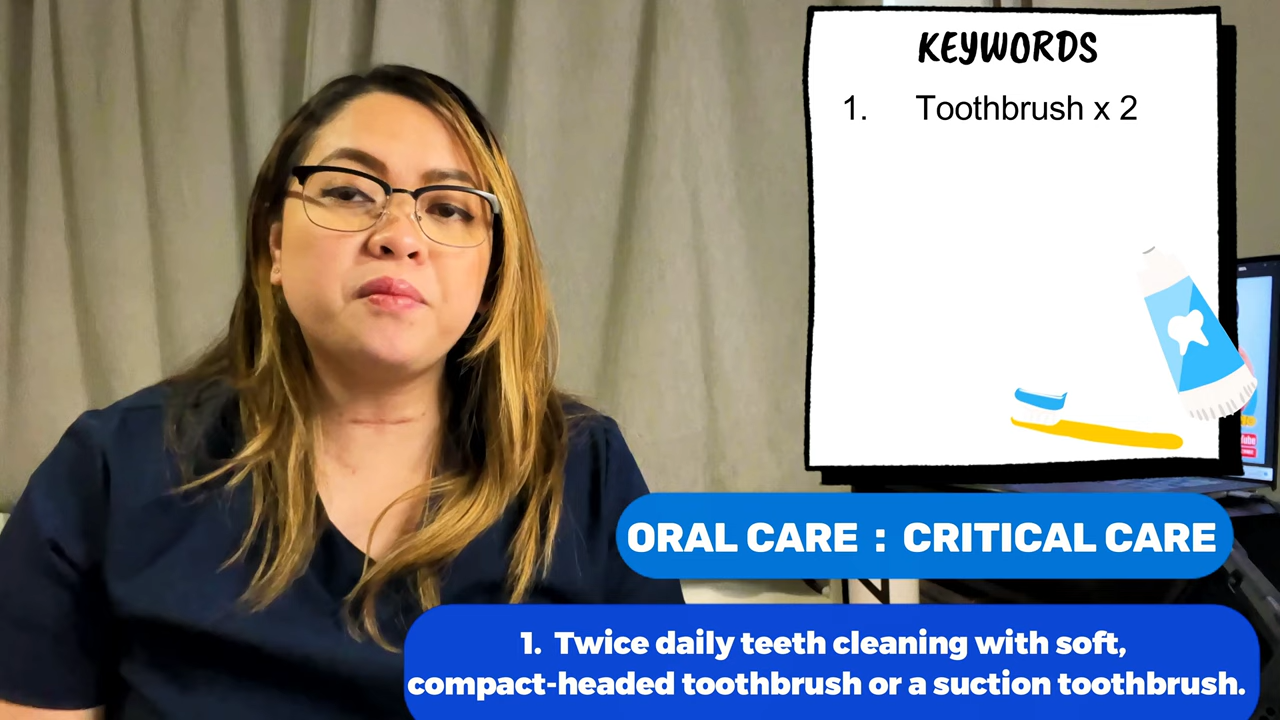 KEYWORDS
1. Toothbrush x 2
ORAL CARE : CRITICAL CARE
1. Twice daily teeth cleaning with soft,
compact-headed toothbrush or a suction toothbrush.